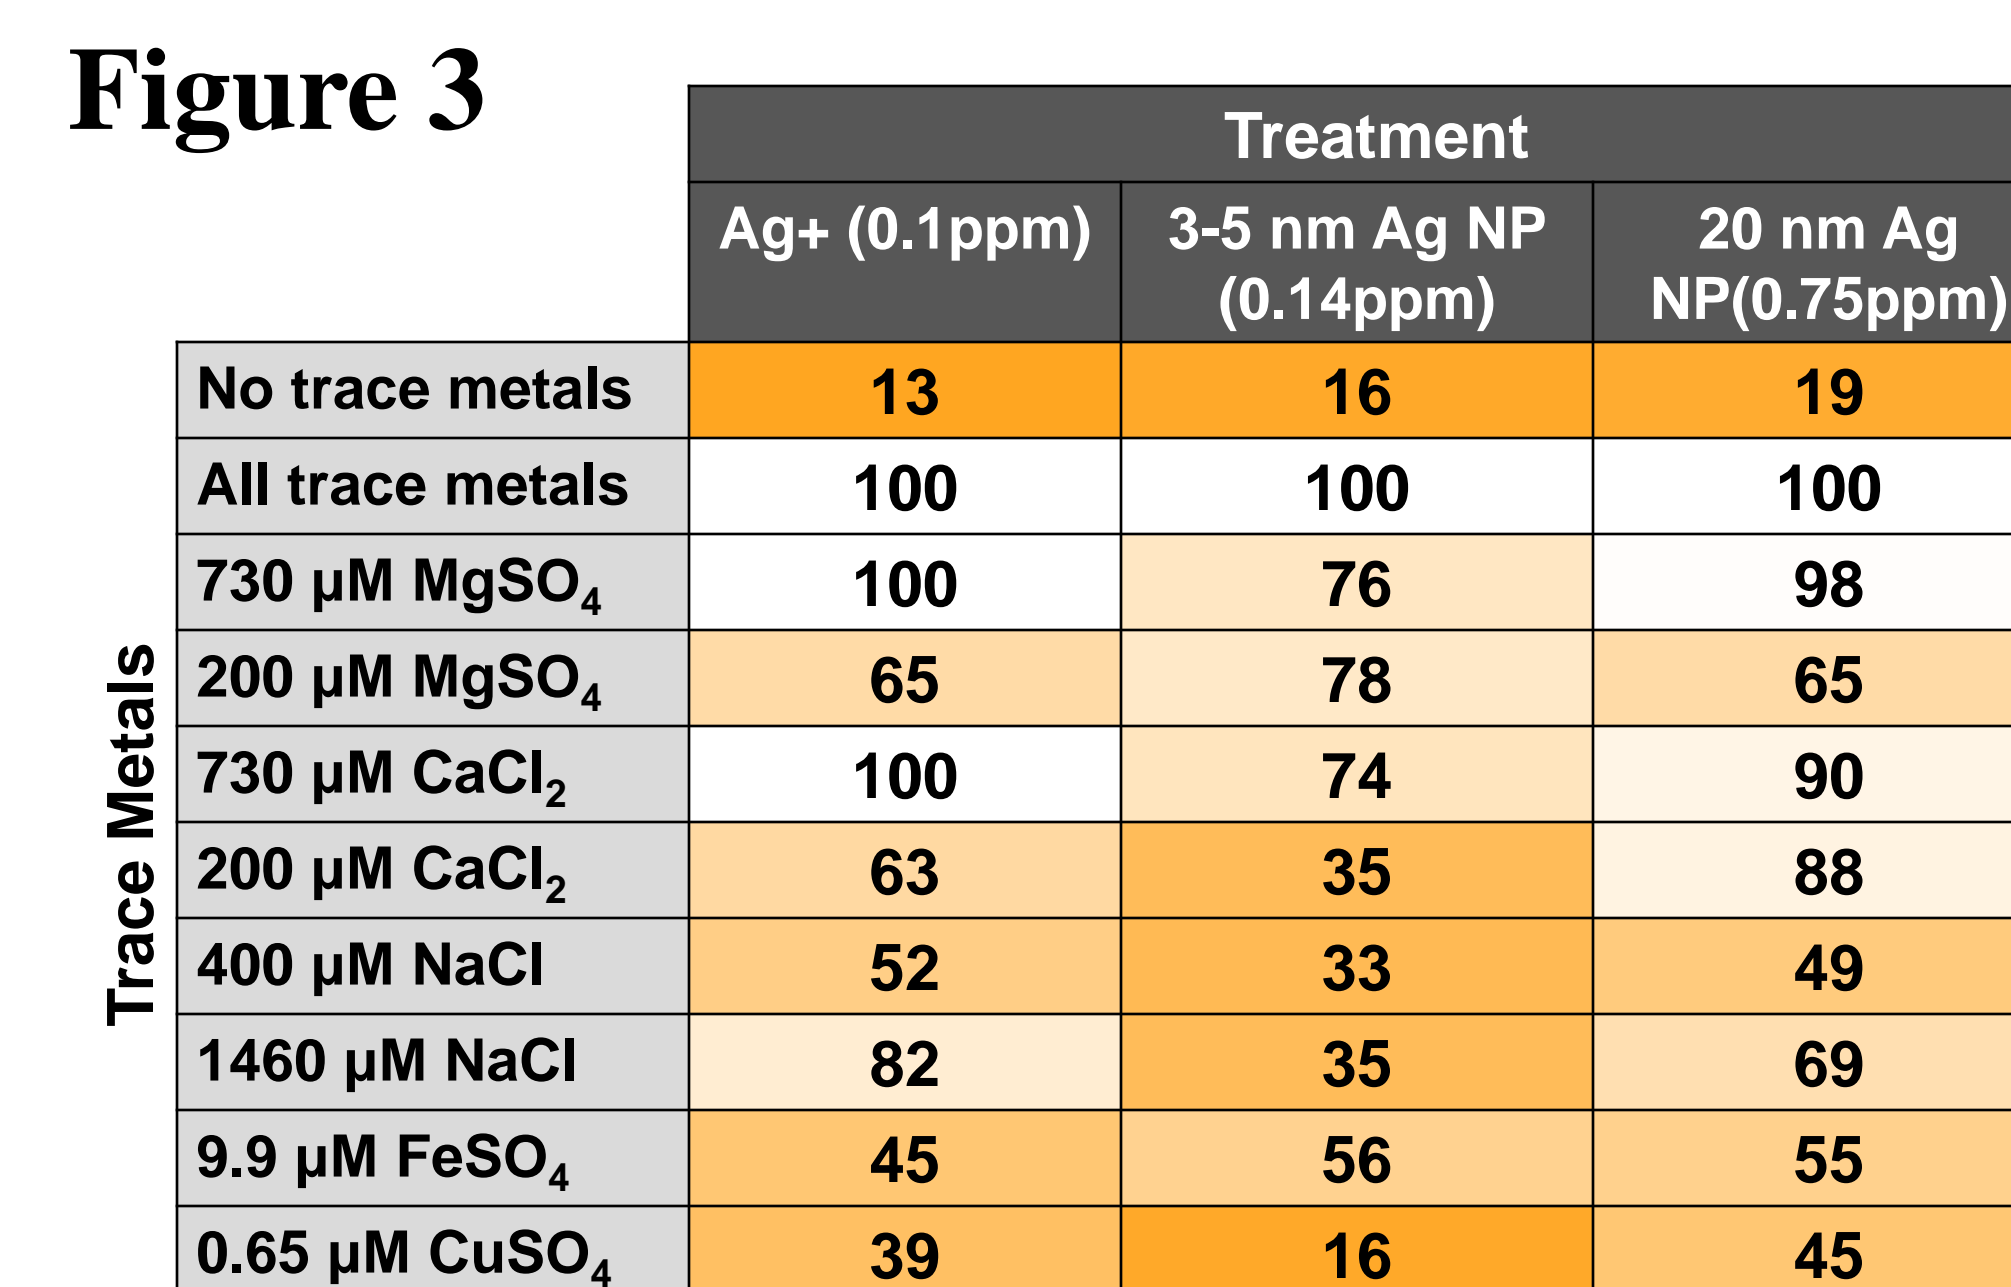 Figure 3
Treatment
Ag+ (0.1ppm) 3-5 nm Ag NP (0.14ppm) 20 nm Ag NP(0.75ppm)
No trace metals 13 16 19
All trace metals 100 100 100
730 µM MgSO₄ 100 76 98
200 µM MgSO₄ 65 78 65
730 µM CaCl₂ 100 74 90
200 µM CaCl₂ 63 35 88
400 µM NaCl 52 33 49
1460 µM NaCl 82 35 69
9.9 µM FeSO₄ 45 56 55
0.65 µM CuSO₄ 39 16 45
Trace Metals